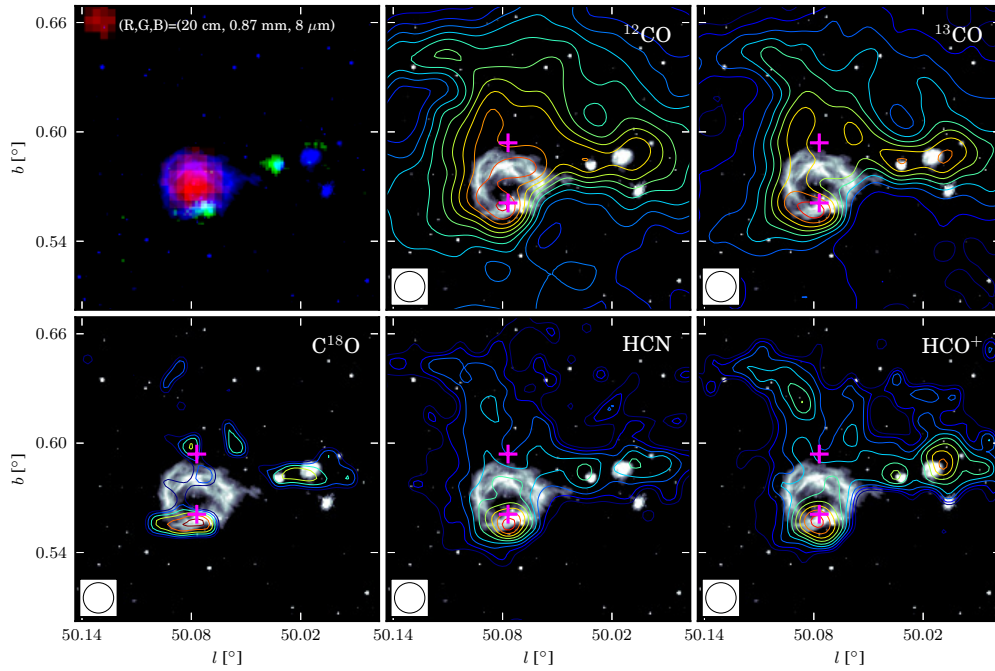 (R,G,B)=(20 cm, 0.87 mm, 8 μm)
¹²CO
¹³CO
0.66
0.60
0.54
b [°]
C¹⁸O
HCN
HCO⁺
0.66
0.60
0.54
b [°]
50.14
50.08
50.02
50.14
50.08
50.02
50.14
50.08
50.02
l [°]
l [°]
l [°]